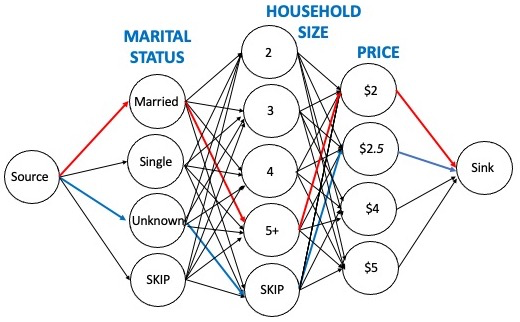 MARITAL
STATUS
HOUSEHOLD
SIZE
PRICE
Source
Married
Single
Unknown
SKIP
2
3
4
5+
SKIP
$2
$2.5
$4
$5
Sink